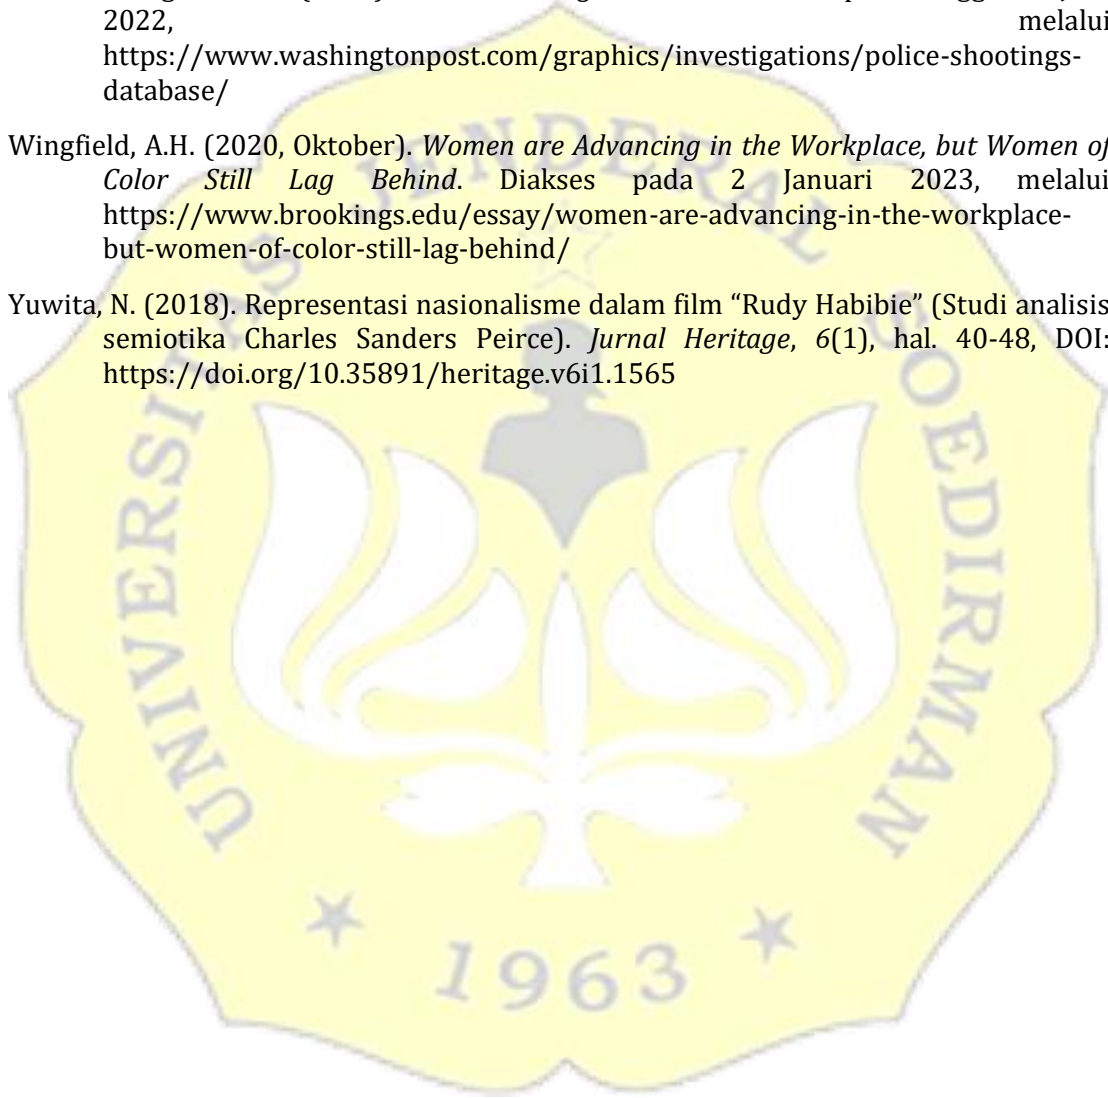 2022, melalui
https://www.washingtonpost.com/graphics/investigations/police-shootings-
database/
Wingfield, A.H. (2020, Oktober). Women are Advancing in the Workplace, but Women of
Color Still Lag Behind. Diakses pada 2 Januari 2023, melalui
https://www.brookings.edu/essay/women-are-advancing-in-the-workplace-
but-women-of-color-still-lag-behind/
Yuwita, N. (2018). Representasi nasionalisme dalam film “Rudy Habibie” (Studi analisis
semiotika Charles Sanders Peirce). Jurnal Heritage, 6(1), hal. 40-48, DOI:
https://doi.org/10.35891/heritage.v6i1.1565
UNIVERSITAS JENDERAL SOEDIRMAN
1963